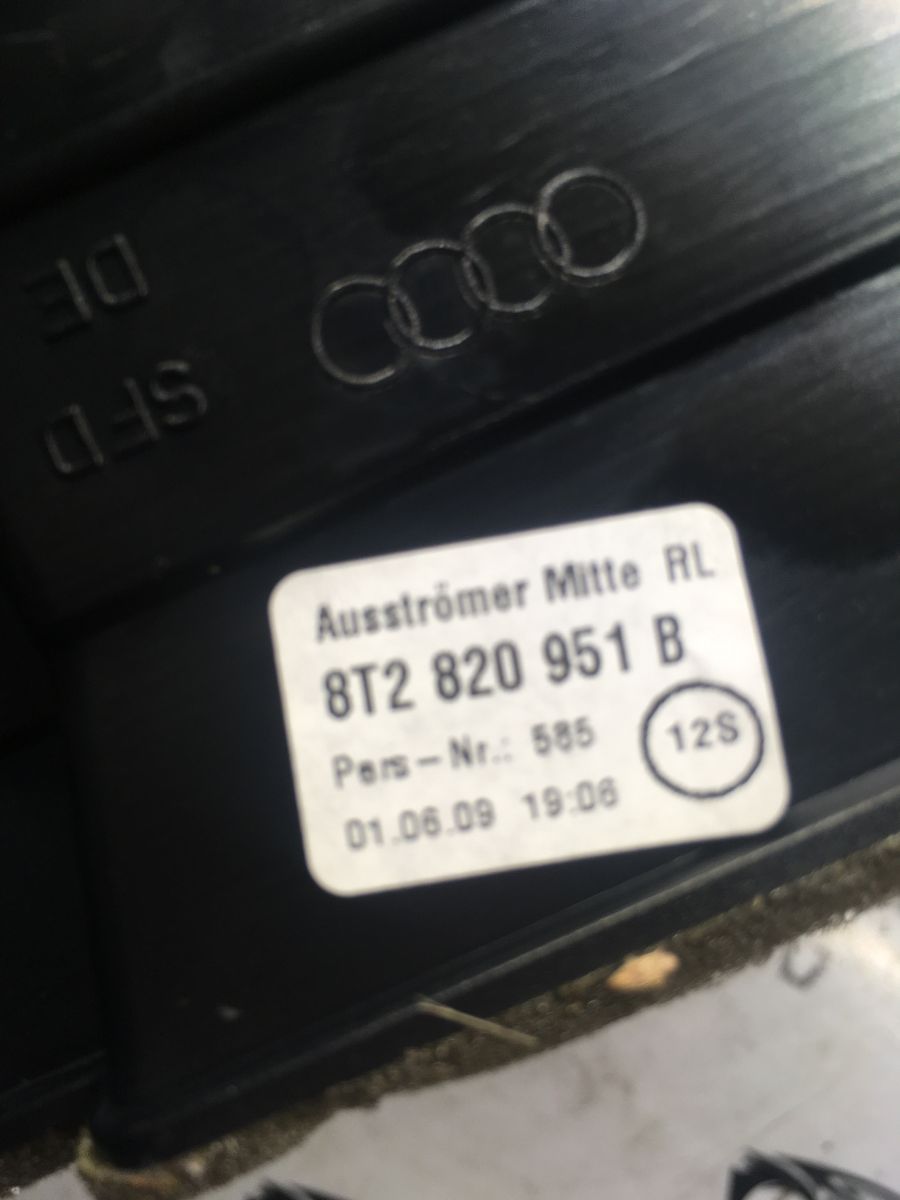 DE
SFD
Ausströmer Mitte RL
8T2 820 951 B
Pers-Nr.: 585
12S
01.06.09 19:06